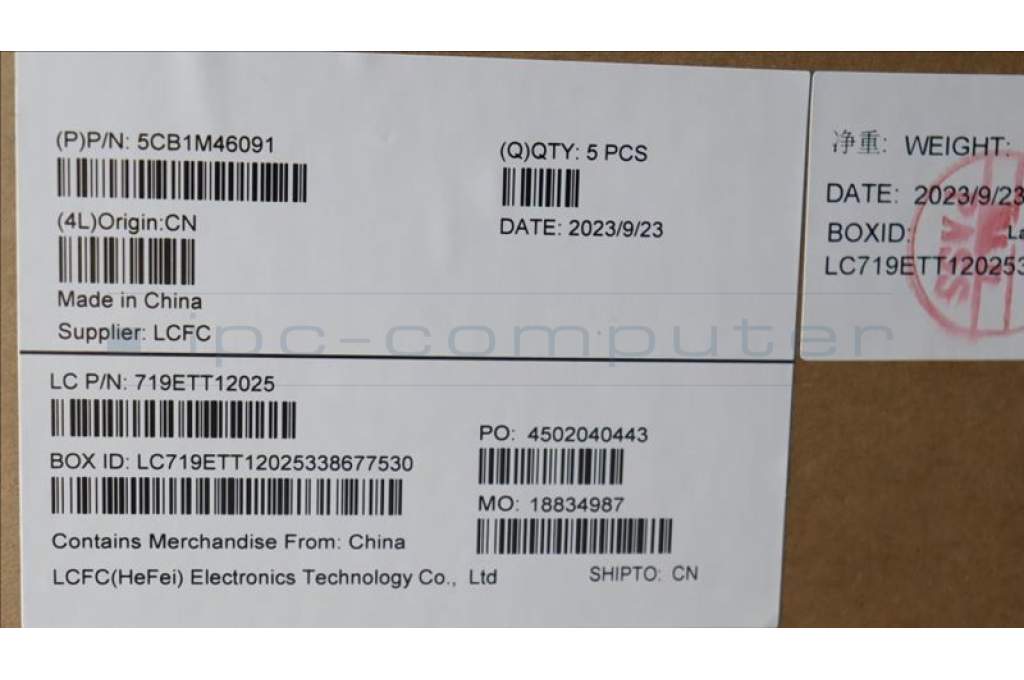 (P)P/N: 5CB1M46091
(4L)Origin:CN
Made in China
Supplier: LCFC
(Q)QTY: 5 PCS
DATE: 2023/9/23
LC P/N: 719ETT12025
BOX ID: LC719ETT12025338677530
Contains Merchandise From: China
LCFC(HeFei) Electronics Technology Co., Ltd
PO: 4502040443
MO: 18834987
SHIPTO: CN
净重: WEIGHT:
DATE: 2023/9/23
BOXID:
LC719ETT120253
PASS
ipc-computer